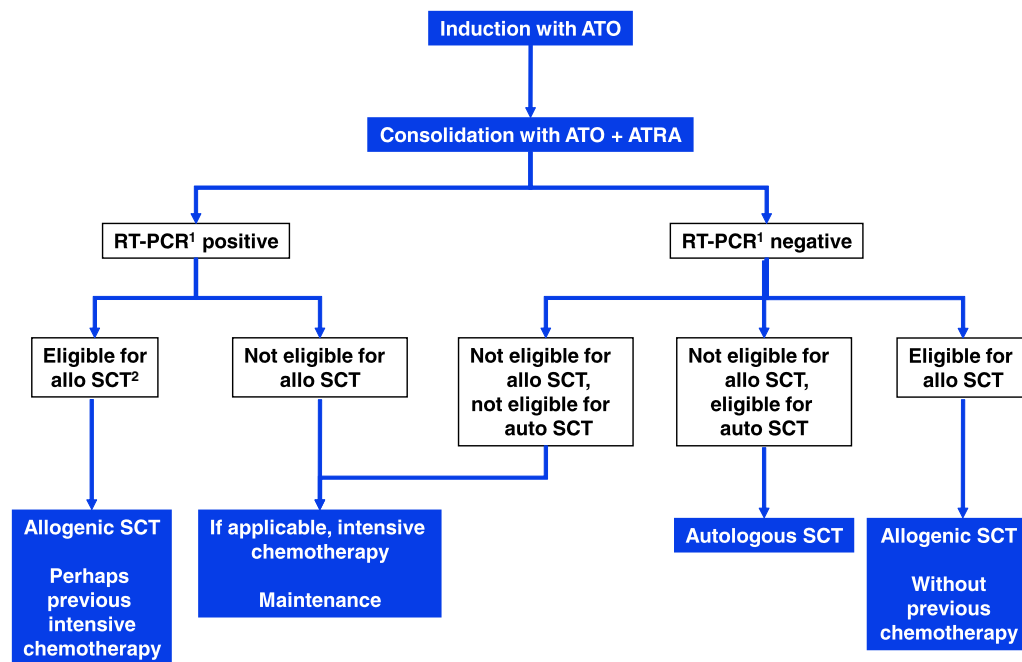 Induction with ATO
Consolidation with ATO + ATRA
RT-PCR¹ positive
RT-PCR¹ negative
Eligible for
allo SCT²
Not eligible for
allo SCT
Not eligible for
allo SCT,
not eligible for
auto SCT
Not eligible for
allo SCT,
eligible for
auto SCT
Eligible for
allo SCT
Allogenic SCT
Perhaps
previous
intensive
chemotherapy
If applicable, intensive
chemotherapy
Maintenance
Autologous SCT
Allogenic SCT
Without
previous
chemotherapy